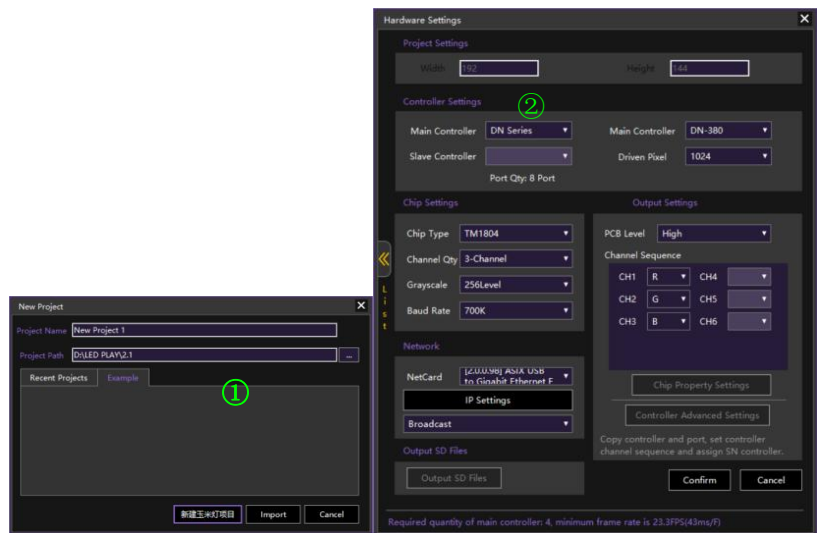 New Project
Project Name New Project 1
Project Path D:\LED PLAY\2.1 ...
Recent Projects Example
①
新建玉米灯项目 Import Cancel
Hardware Settings
Project Setting
Width 192 Height 144
Controller Settings
②
Main Controller DN Series Main Controller DN-380
Slave Controller Driven Pixel 1024
Port Qty: 8 Port
Chip Settings Output Settings
Chip Type TM1804 PCB Level High
Channel Qty 3-Channel Channel Sequence
Grayscale 256Level CH1 R CH4
Baud Rate 700K CH2 G CH5
CH3 B CH6
List
Network
NetCard [2.0.0.98] ASIX USB
to Gigabit Ethernet F
IP Settings Chip Property Settings
Broadcast Controller Advanced Settings
Output SD Files Copy controller and port, set controller
channel sequence and assign SN controller.
Output SD Files Confirm Cancel
Required quantity of main controller: 4, minimum frame rate is 23.3FPS(43ms/F)